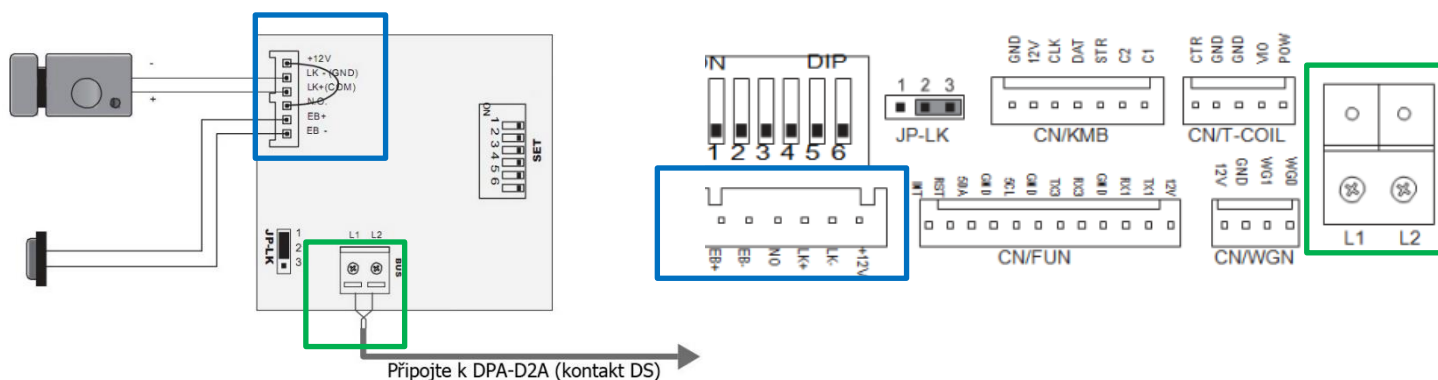 -
+
+12V
LK - (GND)
LK+(COM)
N.O.
EB+
EB -
ON
1
2
3
4
5
6
SET
JP-LK
1
2
3
L1 L2
BUS
Připojte k DPA-D2A (kontakt DS)
ON DIP
1 2 3 4 5 6
EB+
EB-
NO
LK+
LK-
+12V
1 2 3
JP-LK
GND
12V
CLK
DAT
STR
C2
C1
CN/KMB
CTR
GND
GND
VIO
POW
CN/T-COIL
INT
RST
SDA
GND
SCL
GND
TX3
RX3
GND
RX1
TX1
12V
CN/FUN
12V
GND
WG1
WG0
CN/WGN
L1 L2